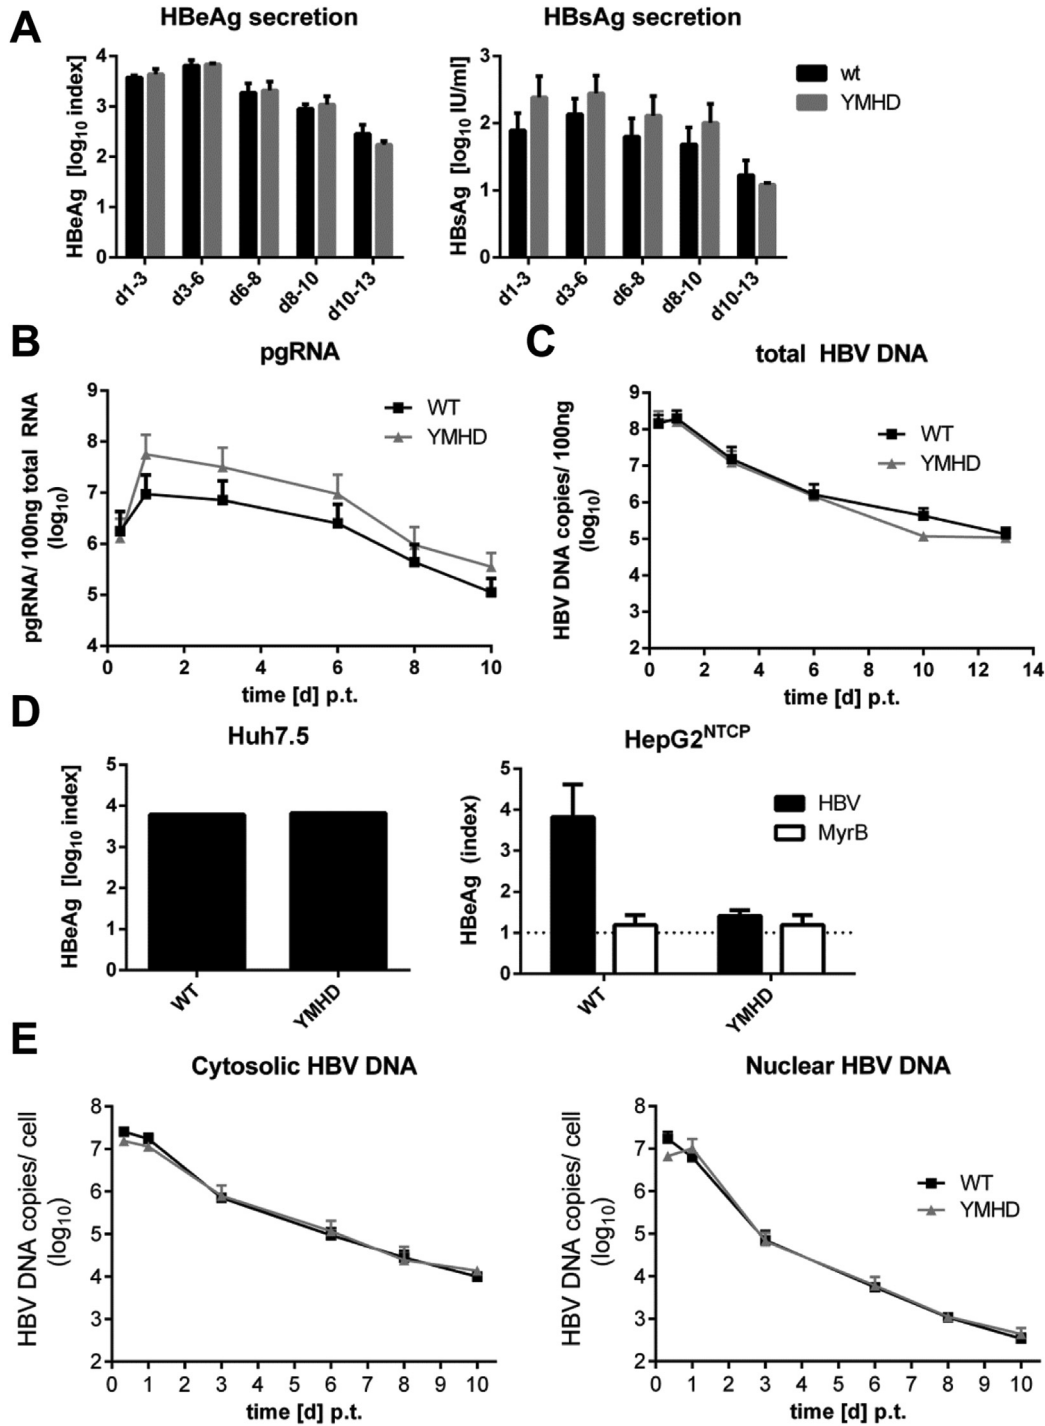 A
HBeAg secretion
HBeAg [log10 index]
4
3
2
1
0
d1-3
d3-6
d6-8
d8-10
d10-13
HBsAg secretion
HBsAg [log10 IU/ml]
3
2
1
0
d1-3
d3-6
d6-8
d8-10
d10-13
wt
YMHD
B
pgRNA
pgRNA/ 100ng total RNA
(log10)
9
8
7
6
5
4
0
2
4
6
8
10
time [d] p.t.
WT
YMHD
C
total HBV DNA
HBV DNA copies/ 100ng
(log10)
9
8
7
6
5
4
3
2
0
2
4
6
8
10
12
14
time [d] p.t.
WT
YMHD
D
Huh7.5
HBeAg [log10 index]
5
4
3
2
1
0
WT
YMHD
HepG2NTCP
HBeAg (index)
5
4
3
2
1
0
WT
YMHD
HBV
MyrB
E
Cytosolic HBV DNA
HBV DNA copies/ cell
(log10)
8
7
6
5
4
3
2
0 1 2 3 4 5 6 7 8 9 10
time [d] p.t.
Nuclear HBV DNA
HBV DNA copies/ cell
(log10)
8
7
6
5
4
3
2
0 1 2 3 4 5 6 7 8 9 10
time [d] p.t.
WT
YMHD